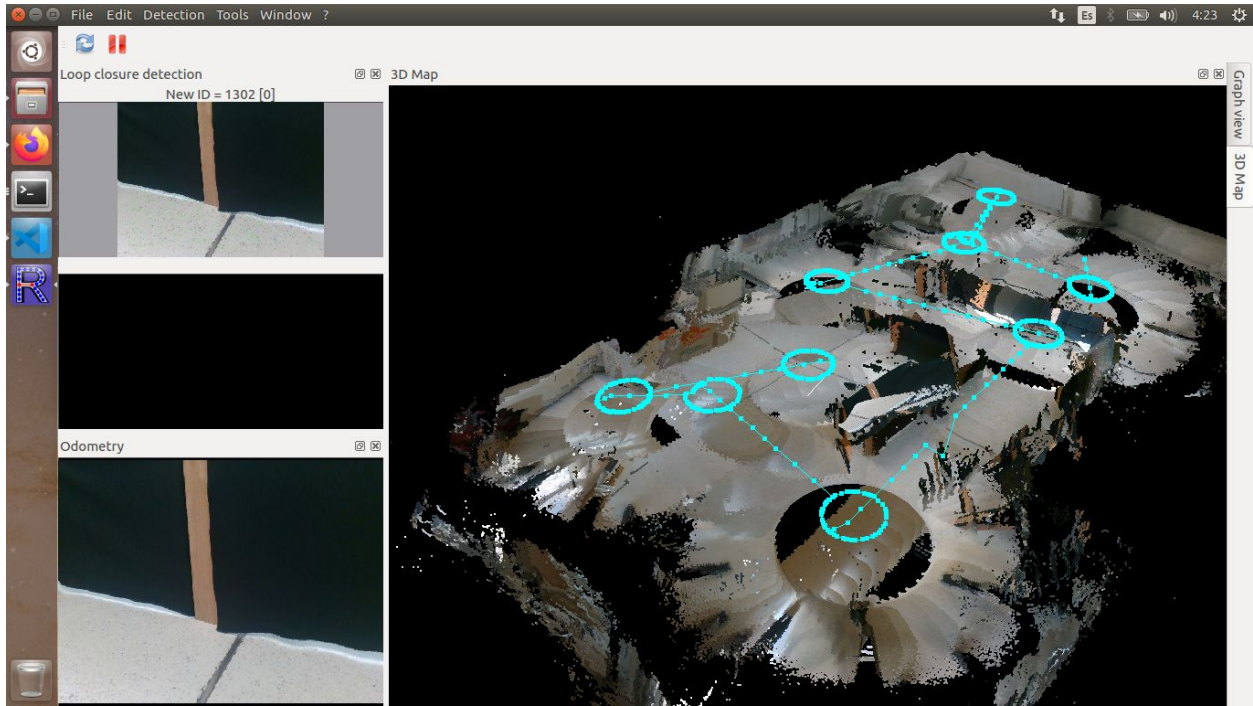 File Edit Detection Tools Window ?
Es
4:23
Loop closure detection
New ID = 1302 [0]
3D Map
Graph view
3D Map
Odometry
R